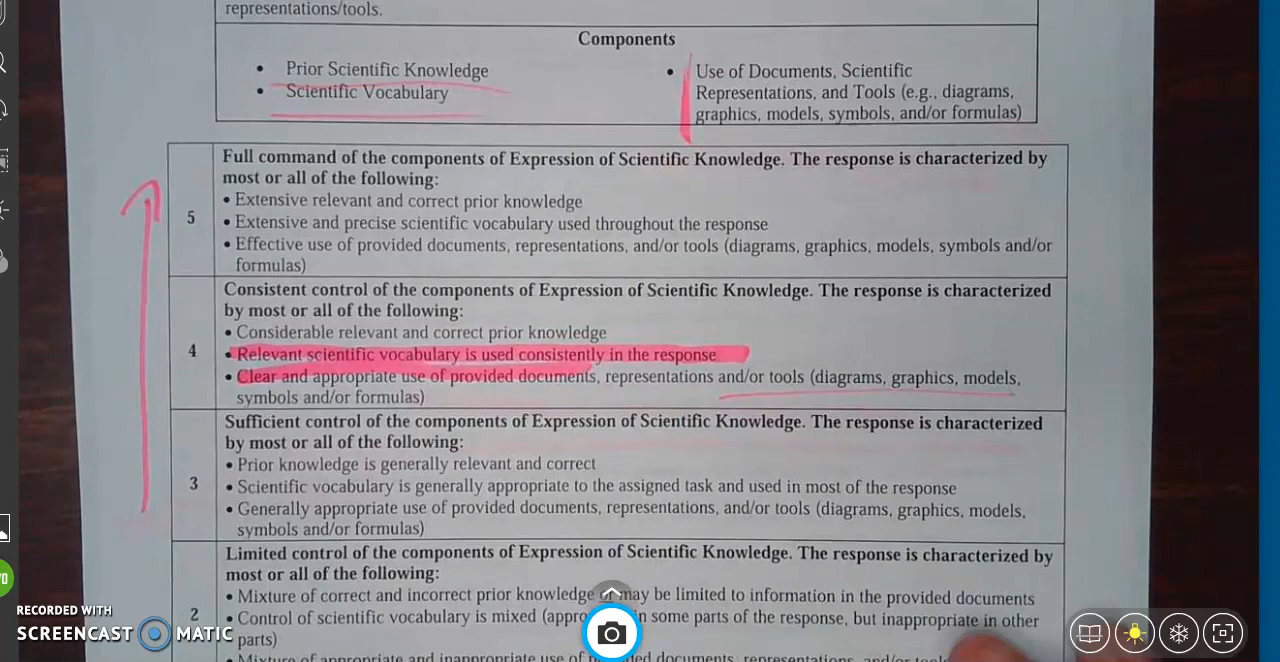 representations/tools.
Components
• Prior Scientific Knowledge
• Scientific Vocabulary
• Use of Documents, Scientific
Representations, and Tools (e.g., diagrams,
graphics, models, symbols, and/or formulas)
5
Full command of the components of Expression of Scientific Knowledge. The response is characterized by
most or all of the following:
• Extensive relevant and correct prior knowledge
• Extensive and precise scientific vocabulary used throughout the response
• Effective use of provided documents, representations, and/or tools (diagrams, graphics, models, symbols and/or
formulas)
4
Consistent control of the components of Expression of Scientific Knowledge. The response is characterized
by most or all of the following:
• Considerable relevant and correct prior knowledge
• Relevant scientific vocabulary is used consistently in the response
• Clear and appropriate use of provided documents, representations and/or tools (diagrams, graphics, models,
symbols and/or formulas)
3
Sufficient control of the components of Expression of Scientific Knowledge. The response is characterized
by most or all of the following:
• Prior knowledge is generally relevant and correct
• Scientific vocabulary is generally appropriate to the assigned task and used in most of the response
• Generally appropriate use of provided documents, representations, and/or tools (diagrams, graphics, models,
symbols and/or formulas)
2
Limited control of the components of Expression of Scientific Knowledge. The response is characterized by
most or all of the following:
• Mixture of correct and incorrect prior knowledge or may be limited to information in the provided documents
• Control of scientific vocabulary is mixed in some parts of the response, but inappropriate in other
parts)
• Mixture of appropriate and inappropriate use of documents, representations, and/or
RECORDED WITH
SCREENCAST MATIC